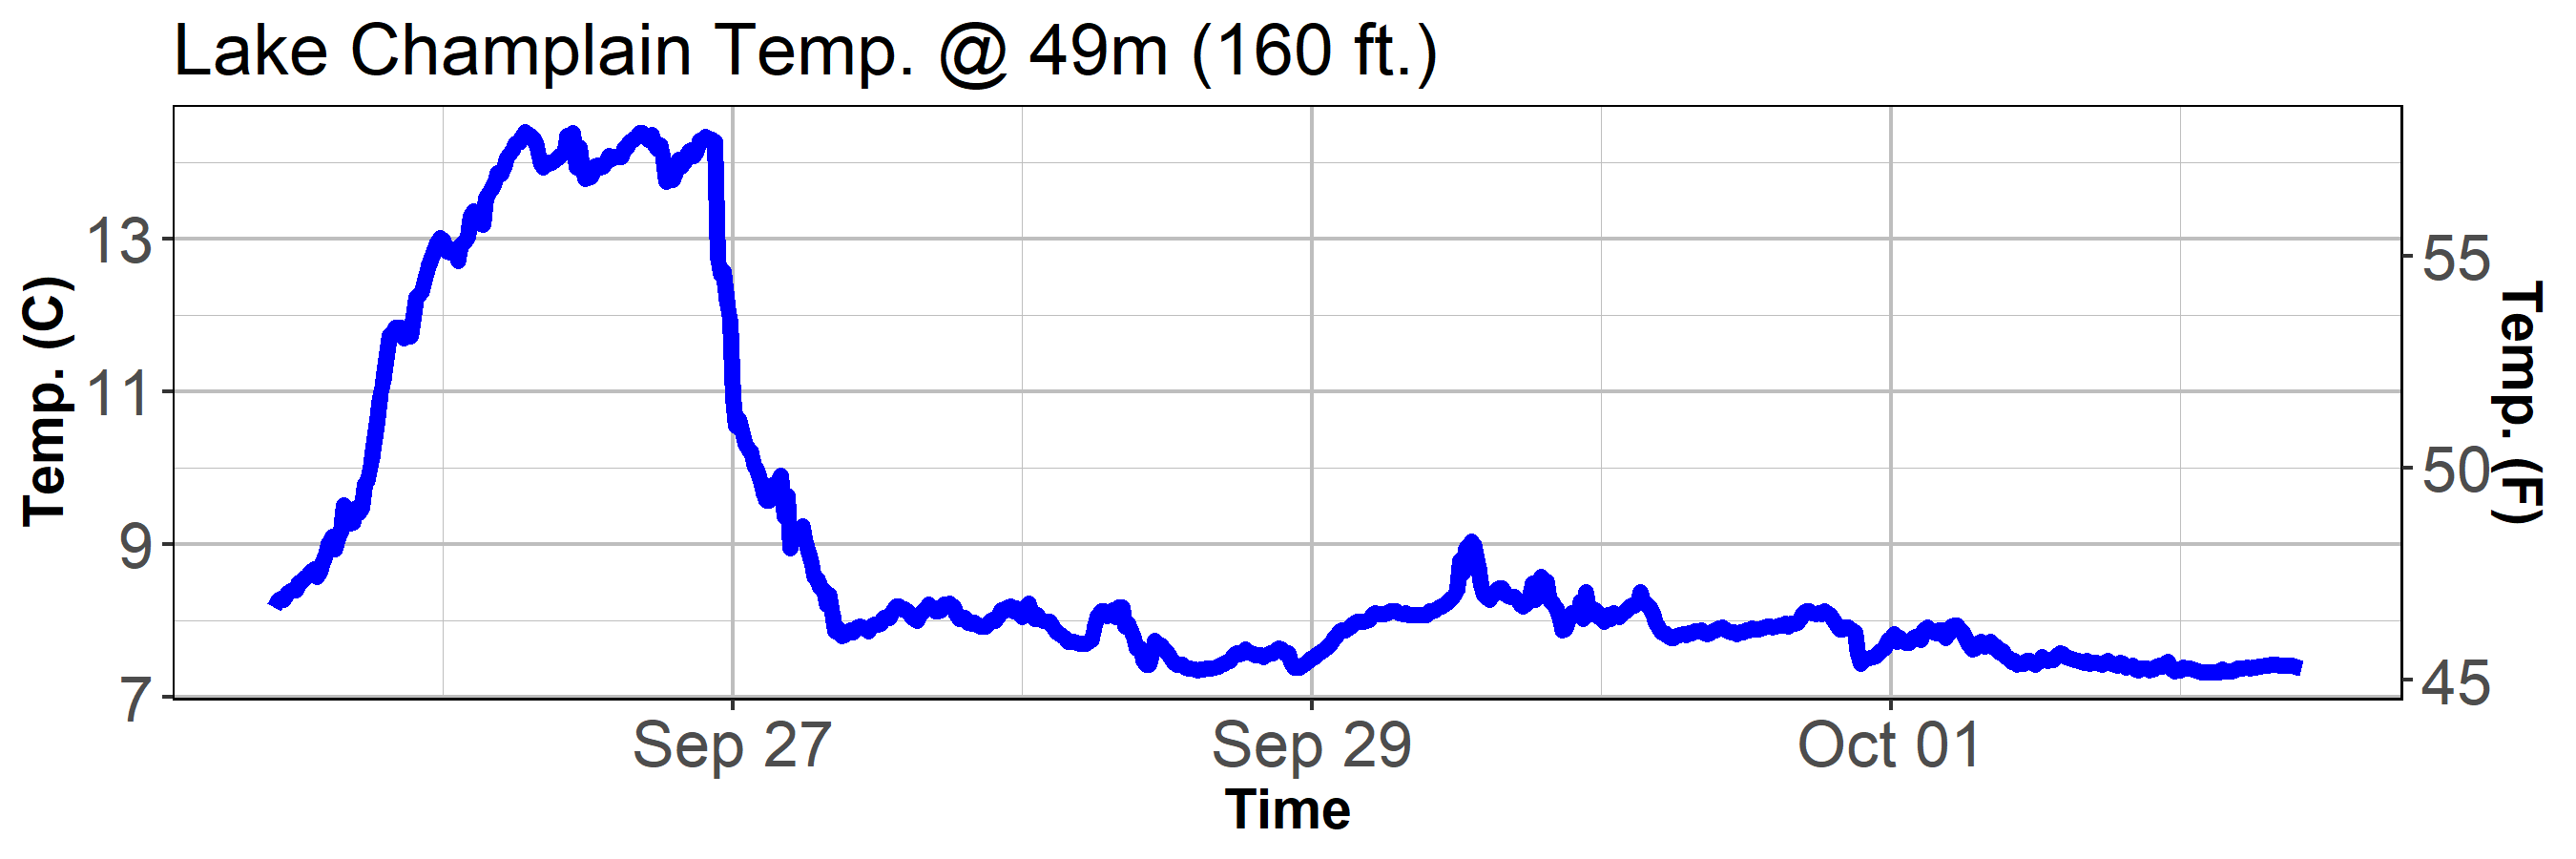 Lake Champlain Temp. @ 49m (160 ft.)
Temp. (C)
13
11
9
7
55
50
45
Temp. (F)
Sep 27
Sep 29
Oct 01
Time